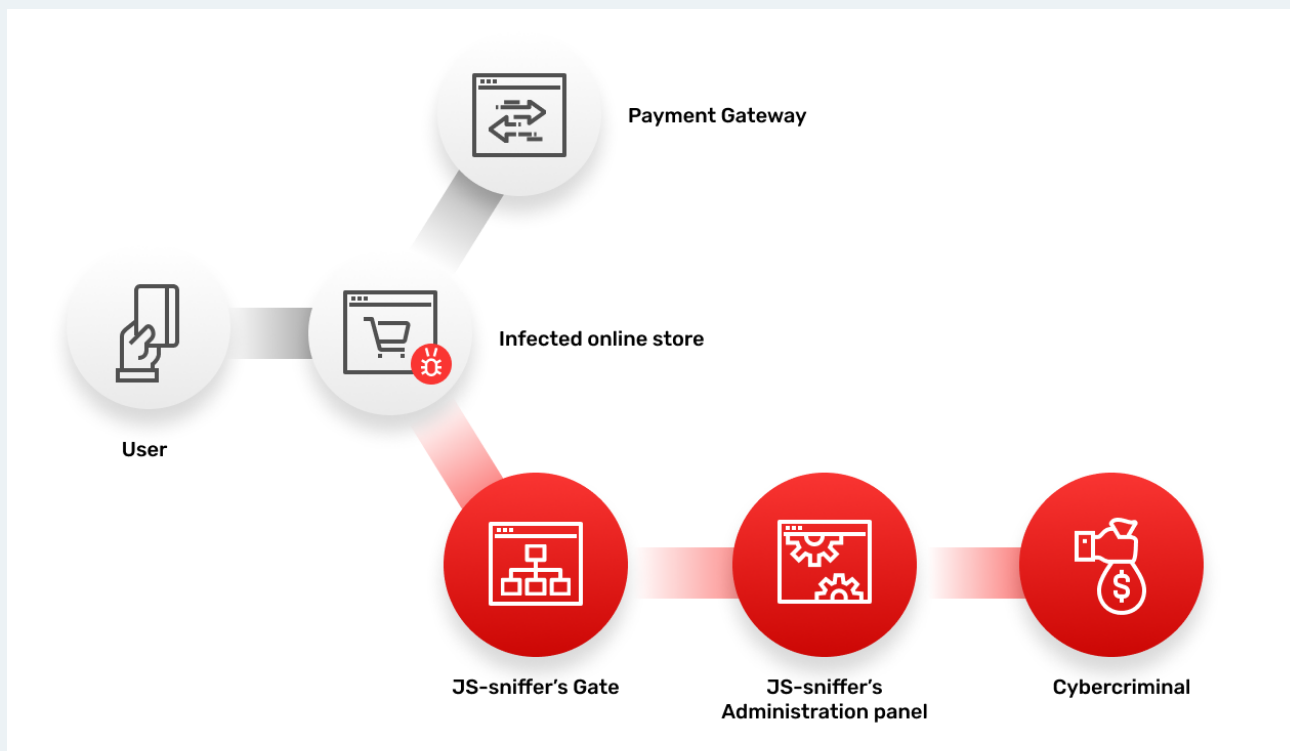 Payment Gateway
Infected online store
User
JS-sniffer’s Gate
JS-sniffer’s
Administration panel
Cybercriminal
$